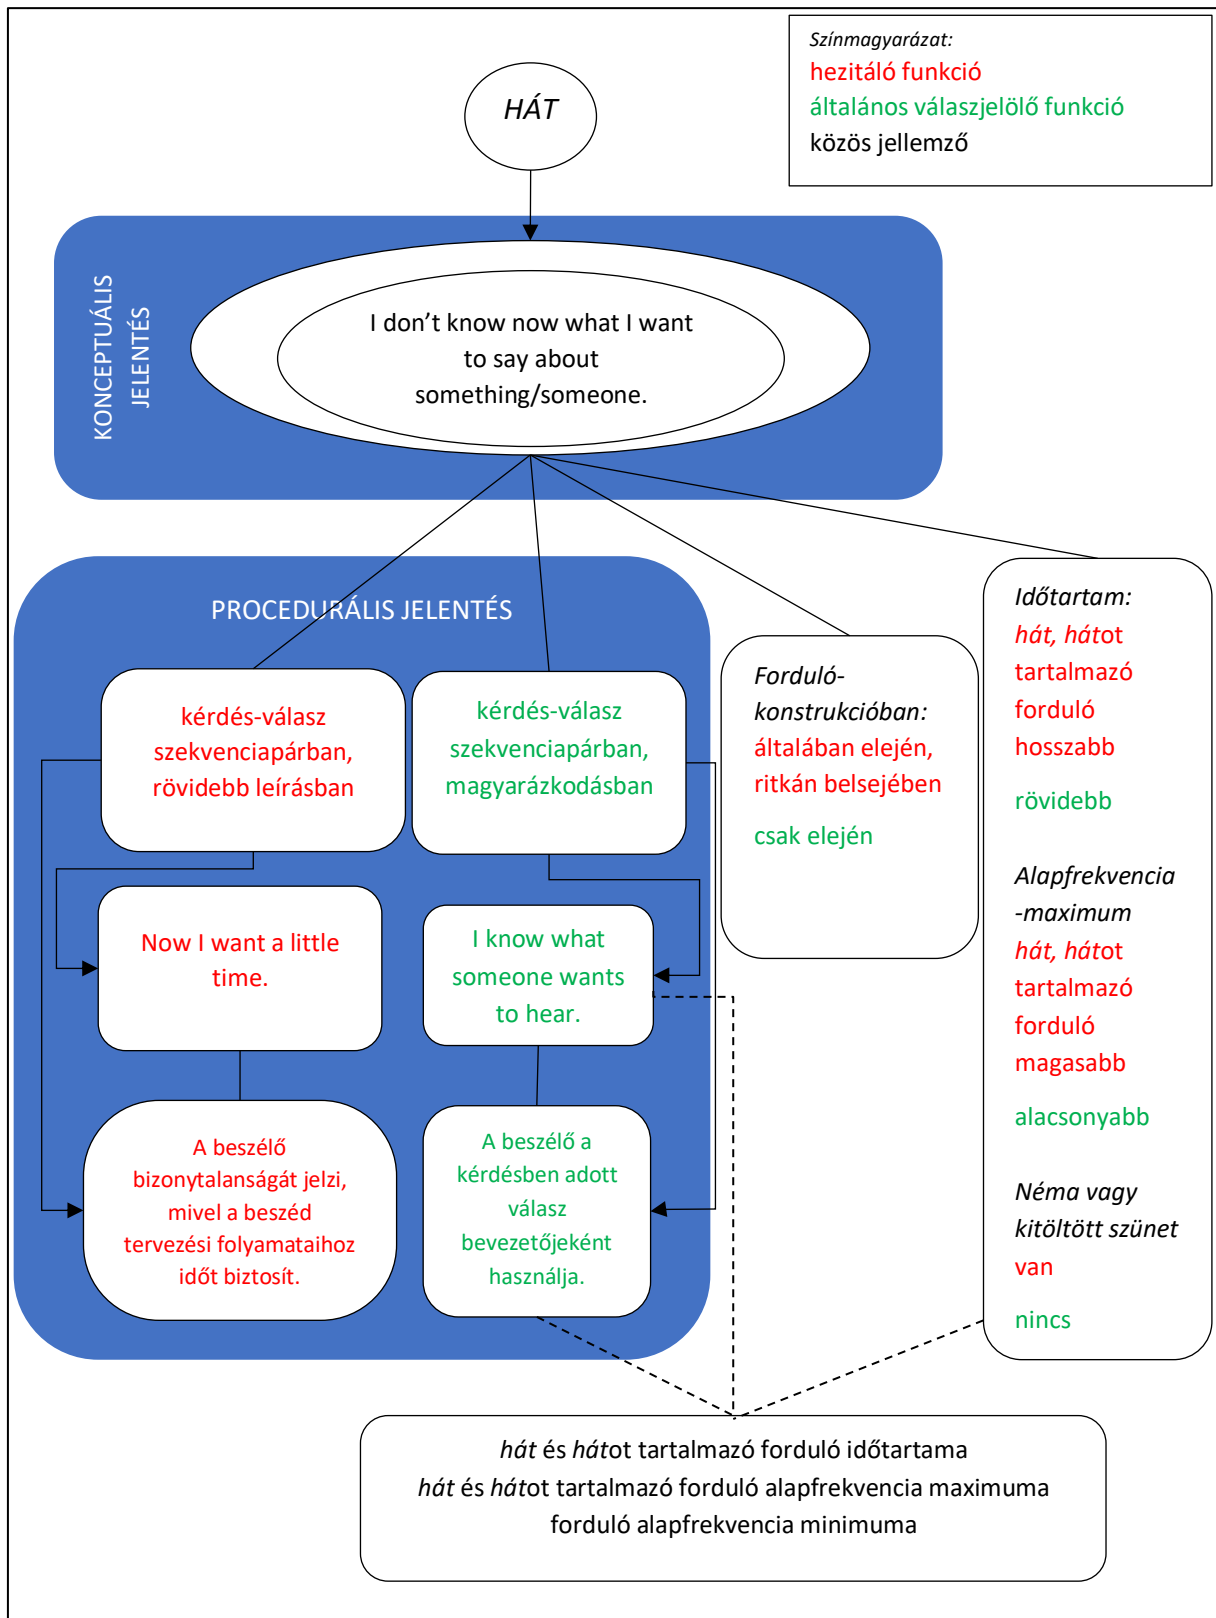 Színmagyarázat:
hezitáló funkció
általános válaszjelölő funkció
közös jellemző
HÁT
KONCEPTUÁLIS
JELENTÉS
I don’t know now what I want
to say about
something/someone.
PROCEDURÁLIS JELENTÉS
kérdés-válasz
szekvenciapárban,
rövidebb leírásban
kérdés-válasz
szekvenciapárban,
magyarázkodásban
Now I want a little
time.
I know what
someone wants
to hear.
A beszélő
bizonytalanságát jelzi,
mivel a beszéd
tervezési folyamataihoz
időt biztosít.
A beszélő a
kérdésben adott
válasz
bevezetőjeként
használja.
Forduló-
konstrukcióban:
általában elején,
ritkán belsejében
csak elején
Időtartam:
hát, hátot
tartalmazó
forduló
hosszabb
rövidebb
Alapfrekvencia
-maximum
hát, hátot
tartalmazó
forduló
magasabb
alacsonyabb
Néma vagy
kitöltött szünet
van
nincs
hát és hátot tartalmazó forduló időtartama
hát és hátot tartalmazó forduló alapfrekvencia maximuma
forduló alapfrekvencia minimuma